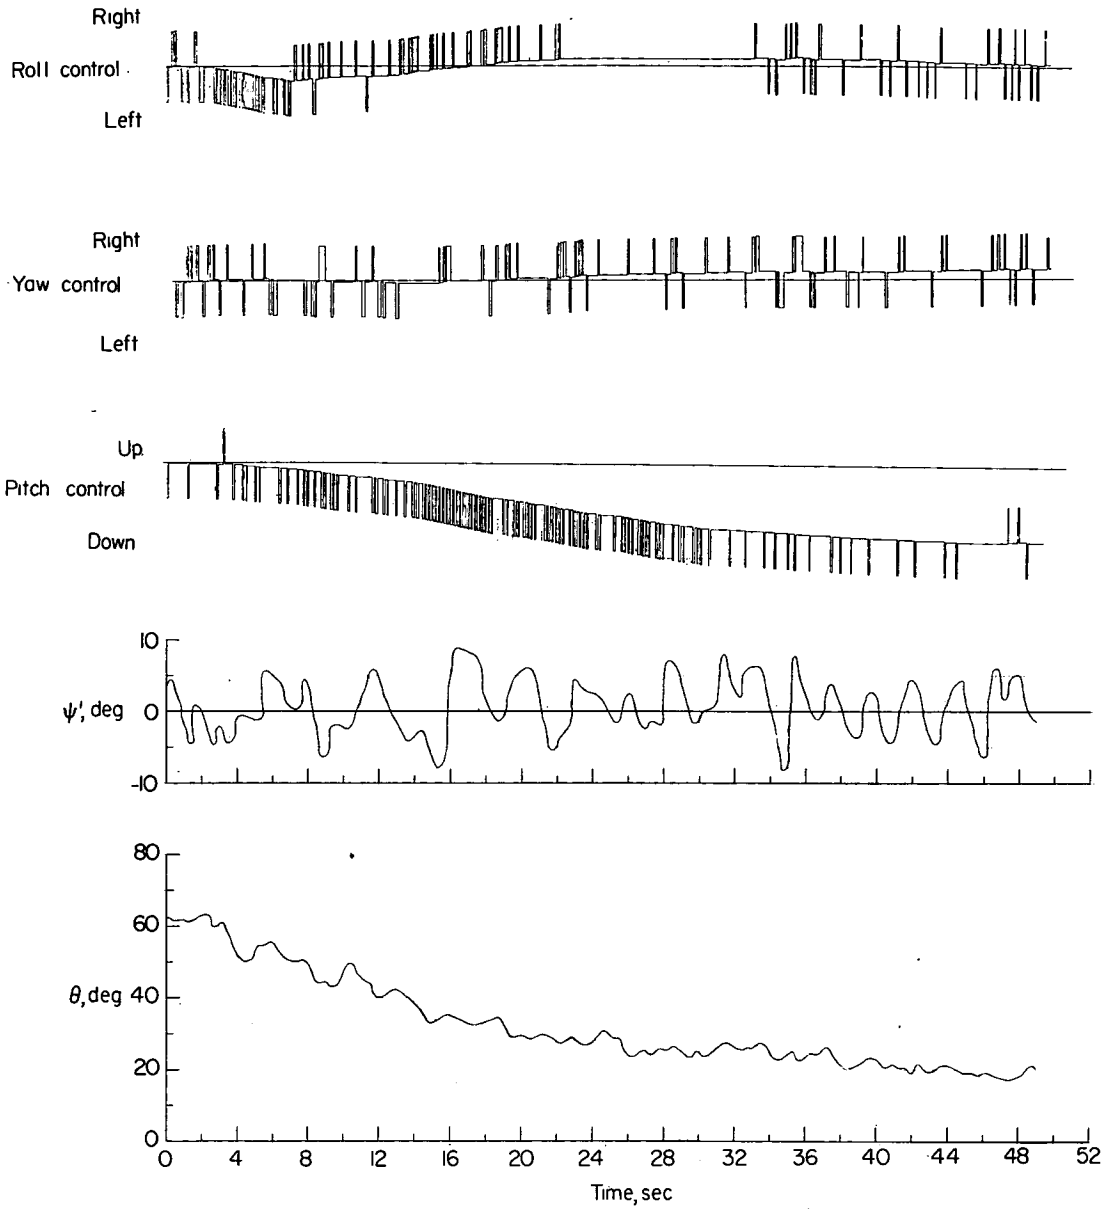 Right
Roll control
Left
Right
Yaw control
Left
Up
Pitch control
Down
10
ψ', deg 0
-10
80
60
θ, deg 40
20
0
0 4 8 12 16 20 24 28 32 36 40 44 48 52
Time, sec